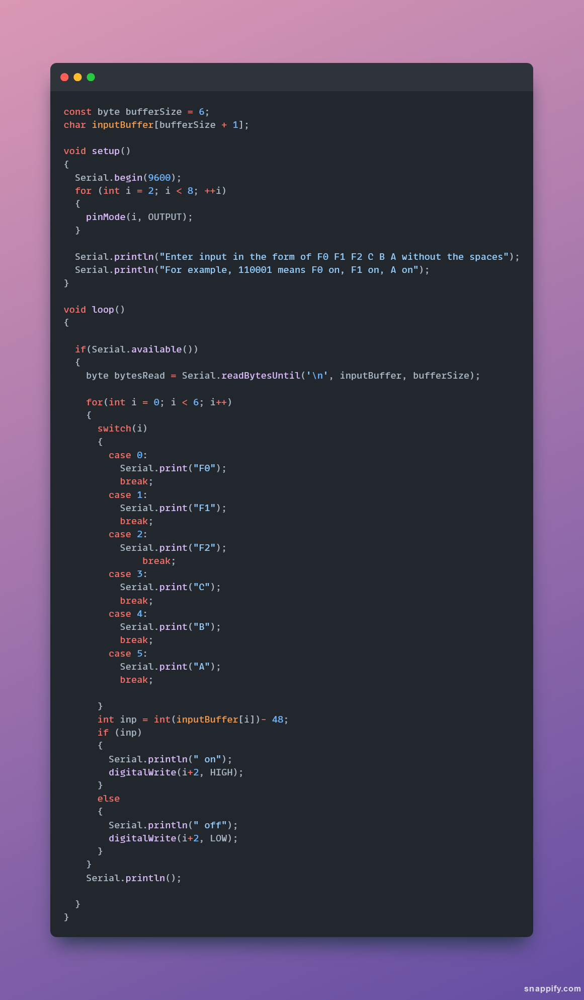 const byte bufferSize = 6;
char inputBuffer[bufferSize + 1];

void setup()
{
  Serial.begin(9600);
  for (int i = 2; i < 8; ++i)
  {
    pinMode(i, OUTPUT);
  }

  Serial.println("Enter input in the form of F0 F1 F2 C B A without the spaces");
  Serial.println("For example, 110001 means F0 on, F1 on, A on");
}

void loop()
{

  if(Serial.available())
  {
    byte bytesRead = Serial.readBytesUntil('\n', inputBuffer, bufferSize);

    for(int i = 0; i < 6; i++)
    {
      switch(i)
      {
        case 0:
          Serial.print("F0");
          break;
        case 1:
          Serial.print("F1");
          break;
        case 2:
          Serial.print("F2");
              break;
        case 3:
          Serial.print("C");
          break;
        case 4:
          Serial.print("B");
          break;
        case 5:
          Serial.print("A");
          break;

      }
      int inp = int(inputBuffer[i])- 48;
      if (inp)
      {
        Serial.println(" on");
        digitalWrite(i+2, HIGH);
      }
      else
      {
        Serial.println(" off");
        digitalWrite(i+2, LOW);
      }
    }
    Serial.println();

  }
}
snappify.com